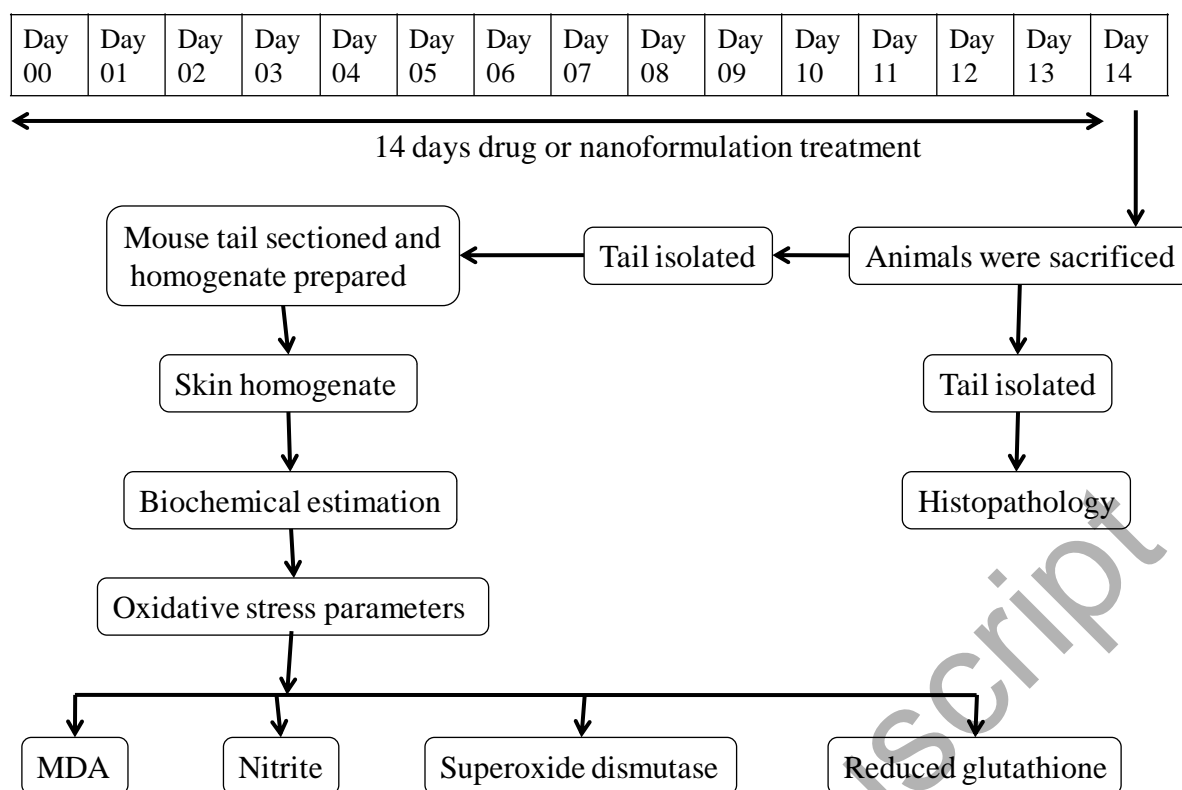 Day 00 Day 01 Day 02 Day 03 Day 04 Day 05 Day 06 Day 07 Day 08 Day 09 Day 10 Day 11 Day 12 Day 13 Day 14
14 days drug or nanoformulation treatment
Mouse tail sectioned and
homogenate prepared
Tail isolated
Animals were sacrificed
Skin homogenate
Tail isolated
Biochemical estimation
Histopathology
Oxidative stress parameters
MDA
Nitrite
Superoxide dismutase
Reduced glutathione